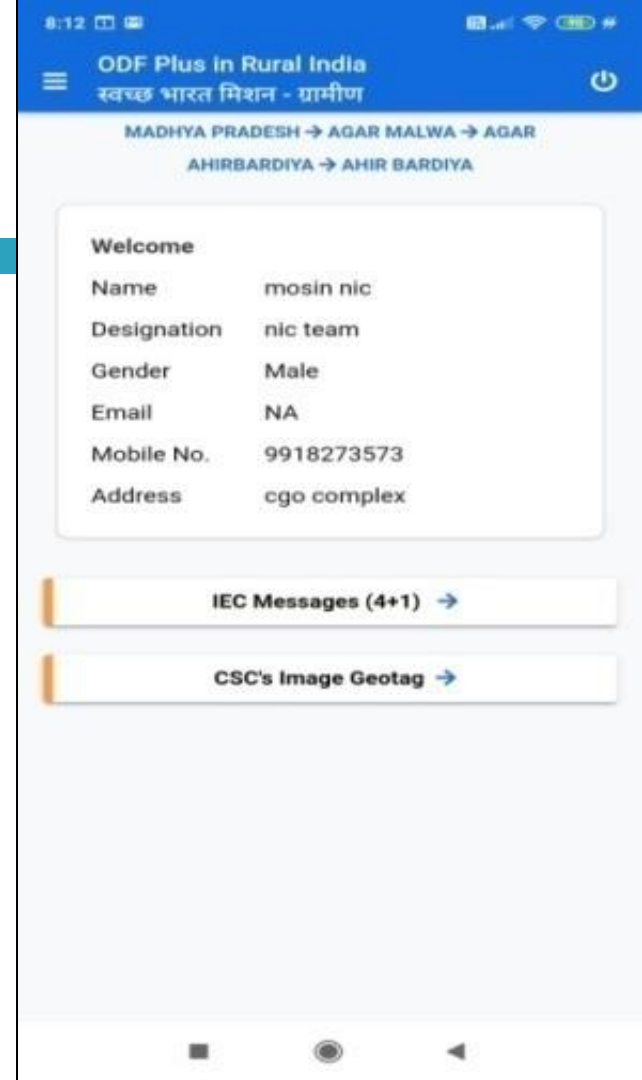 8:12
ODF Plus in Rural India
स्वच्छ भारत मिशन - ग्रामीण
MADHYA PRADESH → AGAR MALWA → AGAR
AHIRBARDIYA → AHIR BARDIYA
Welcome
Name mosin nic
Designation nic team
Gender Male
Email NA
Mobile No. 9918273573
Address cgo complex
IEC Messages (4+1) →
CSC's Image Geotag →